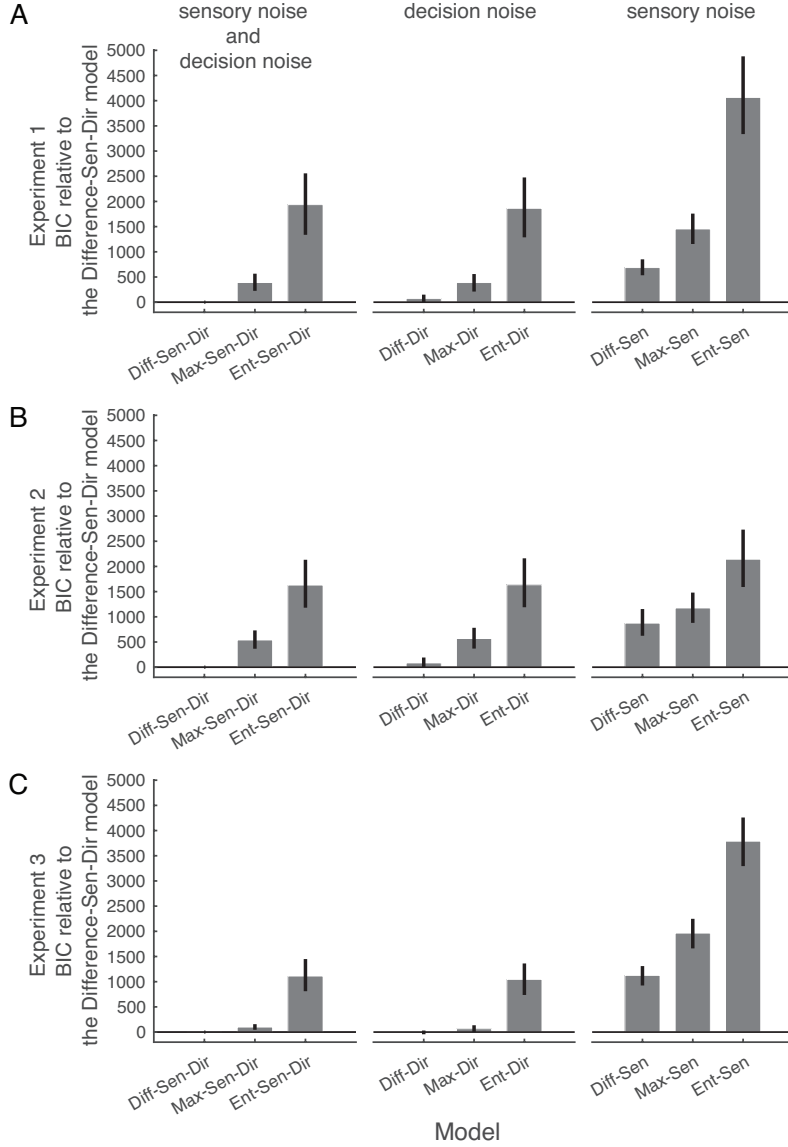 A
sensory noise
and
decision noise
decision noise
sensory noise
Experiment 1
BIC relative to
the Difference-Sen-Dir model
5000
4500
4000
3500
3000
2500
2000
1500
1000
500
0
Diff-Sen-Dir
Max-Sen-Dir
Ent-Sen-Dir
Diff-Dir
Max-Dir
Ent-Dir
Diff-Sen
Max-Sen
Ent-Sen
B
Experiment 2
BIC relative to
the Difference-Sen-Dir model
5000
4500
4000
3500
3000
2500
2000
1500
1000
500
0
Diff-Sen-Dir
Max-Sen-Dir
Ent-Sen-Dir
Diff-Dir
Max-Dir
Ent-Dir
Diff-Sen
Max-Sen
Ent-Sen
C
Experiment 3
BIC relative to
the Difference-Sen-Dir model
5000
4500
4000
3500
3000
2500
2000
1500
1000
500
0
Diff-Sen-Dir
Max-Sen-Dir
Ent-Sen-Dir
Diff-Dir
Max-Dir
Ent-Dir
Diff-Sen
Max-Sen
Ent-Sen
Model